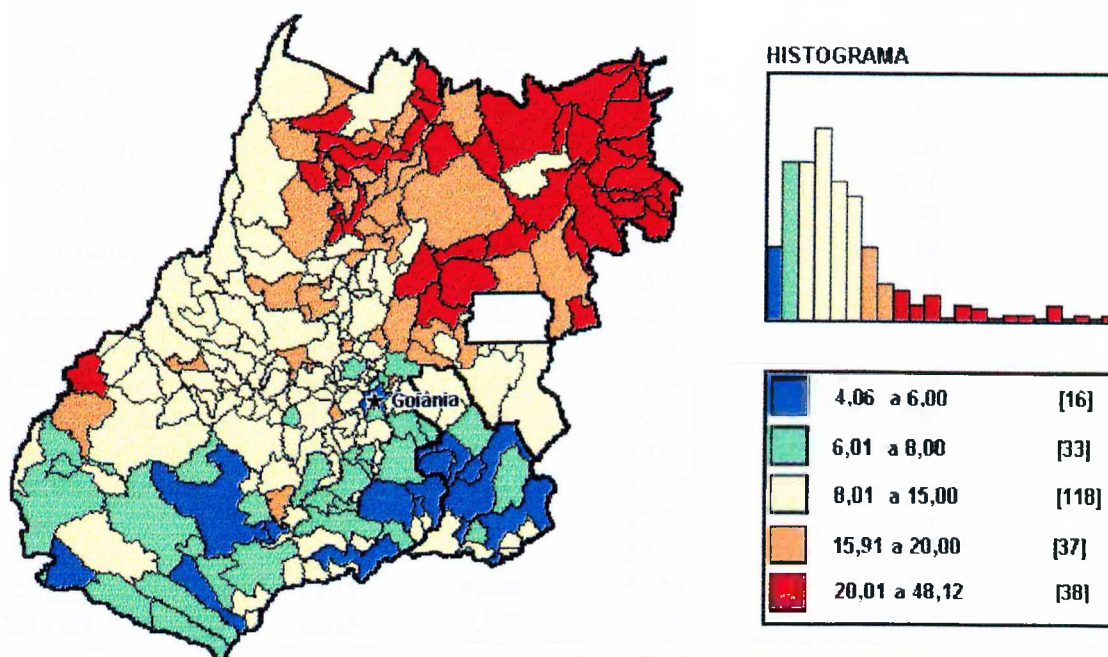 HISTOGRAMA
Goiânia
4,06 a 6,00 [16]
6,01 a 8,00 [33]
8,01 a 15,00 [118]
15,91 a 20,00 [37]
20,01 a 48,12 [38]